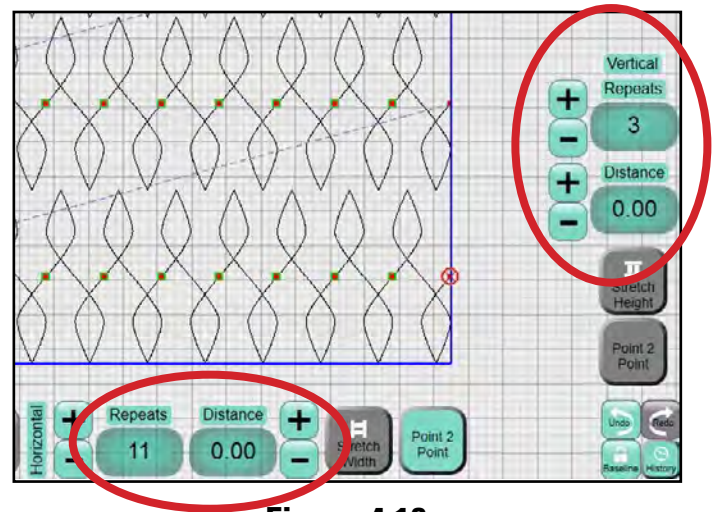 Vertical
Repeats
+
3
−
Distance
+
0.00
−
Stretch
Height
Point 2
Point
Horizontal
+
−
Repeats
11
Distance
0.00
+
−
Stretch
Width
Point 2
Point
Undo
Redo
Baseline
History